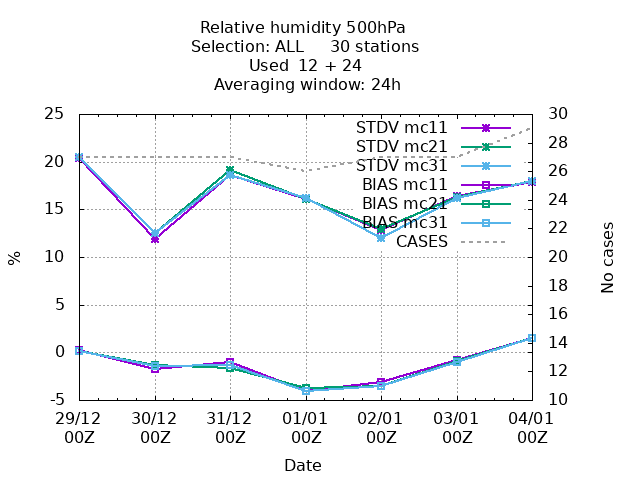 Relative humidity 500hPa
Selection: ALL     30 stations
Used  12 + 24
Averaging window: 24h
25
20
15
10
5
0
-5
%
30
28
26
24
22
20
18
16
14
12
10
No cases
STDV mc11
STDV mc21
STDV mc31
BIAS mc11
BIAS mc21
BIAS mc31
CASES
29/12 30/12 31/12 01/01 02/01 03/01 04/01
00Z 00Z 00Z 00Z 00Z 00Z 00Z
Date